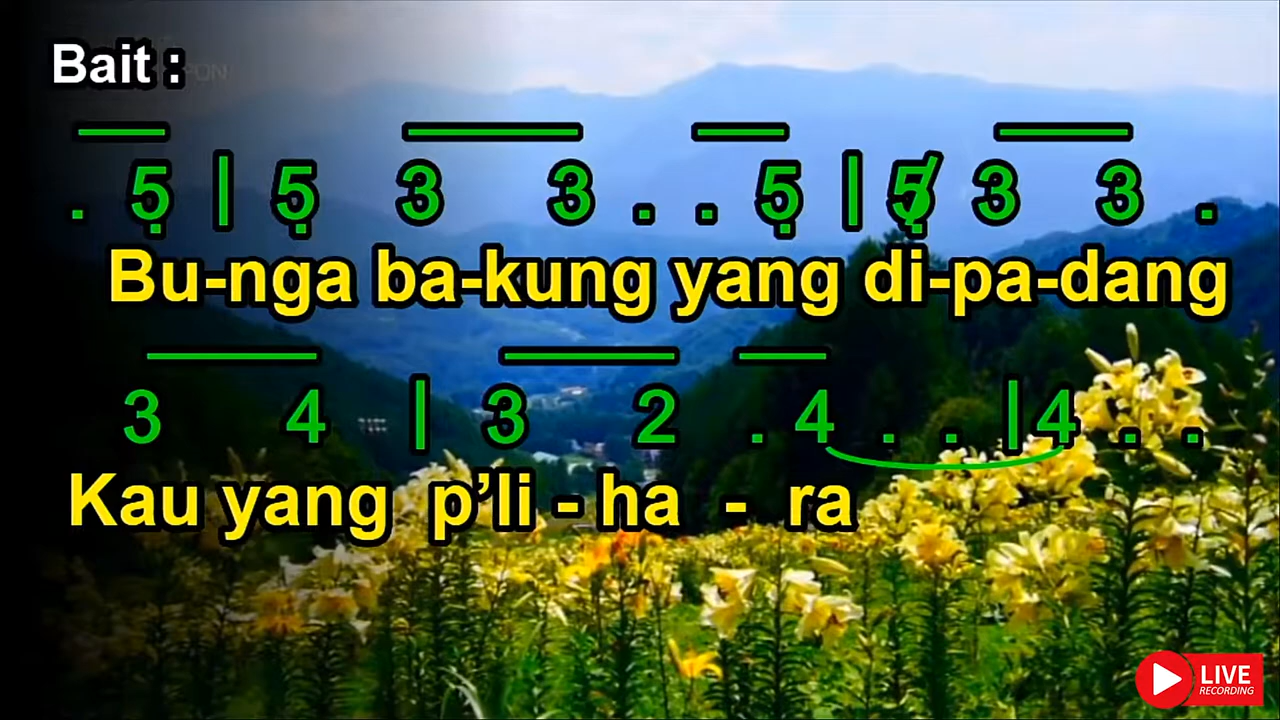 Bait :
. 5̣ | 5̣ 3 3 . . 5̣ | 5̸̣ 3 3 .
Bu-nga ba-kung yang di-pa-dang
3 4 | 3 2 . 4 . . | 4 . .
Kau yang p’li - ha - ra
LIVE
RECORDING